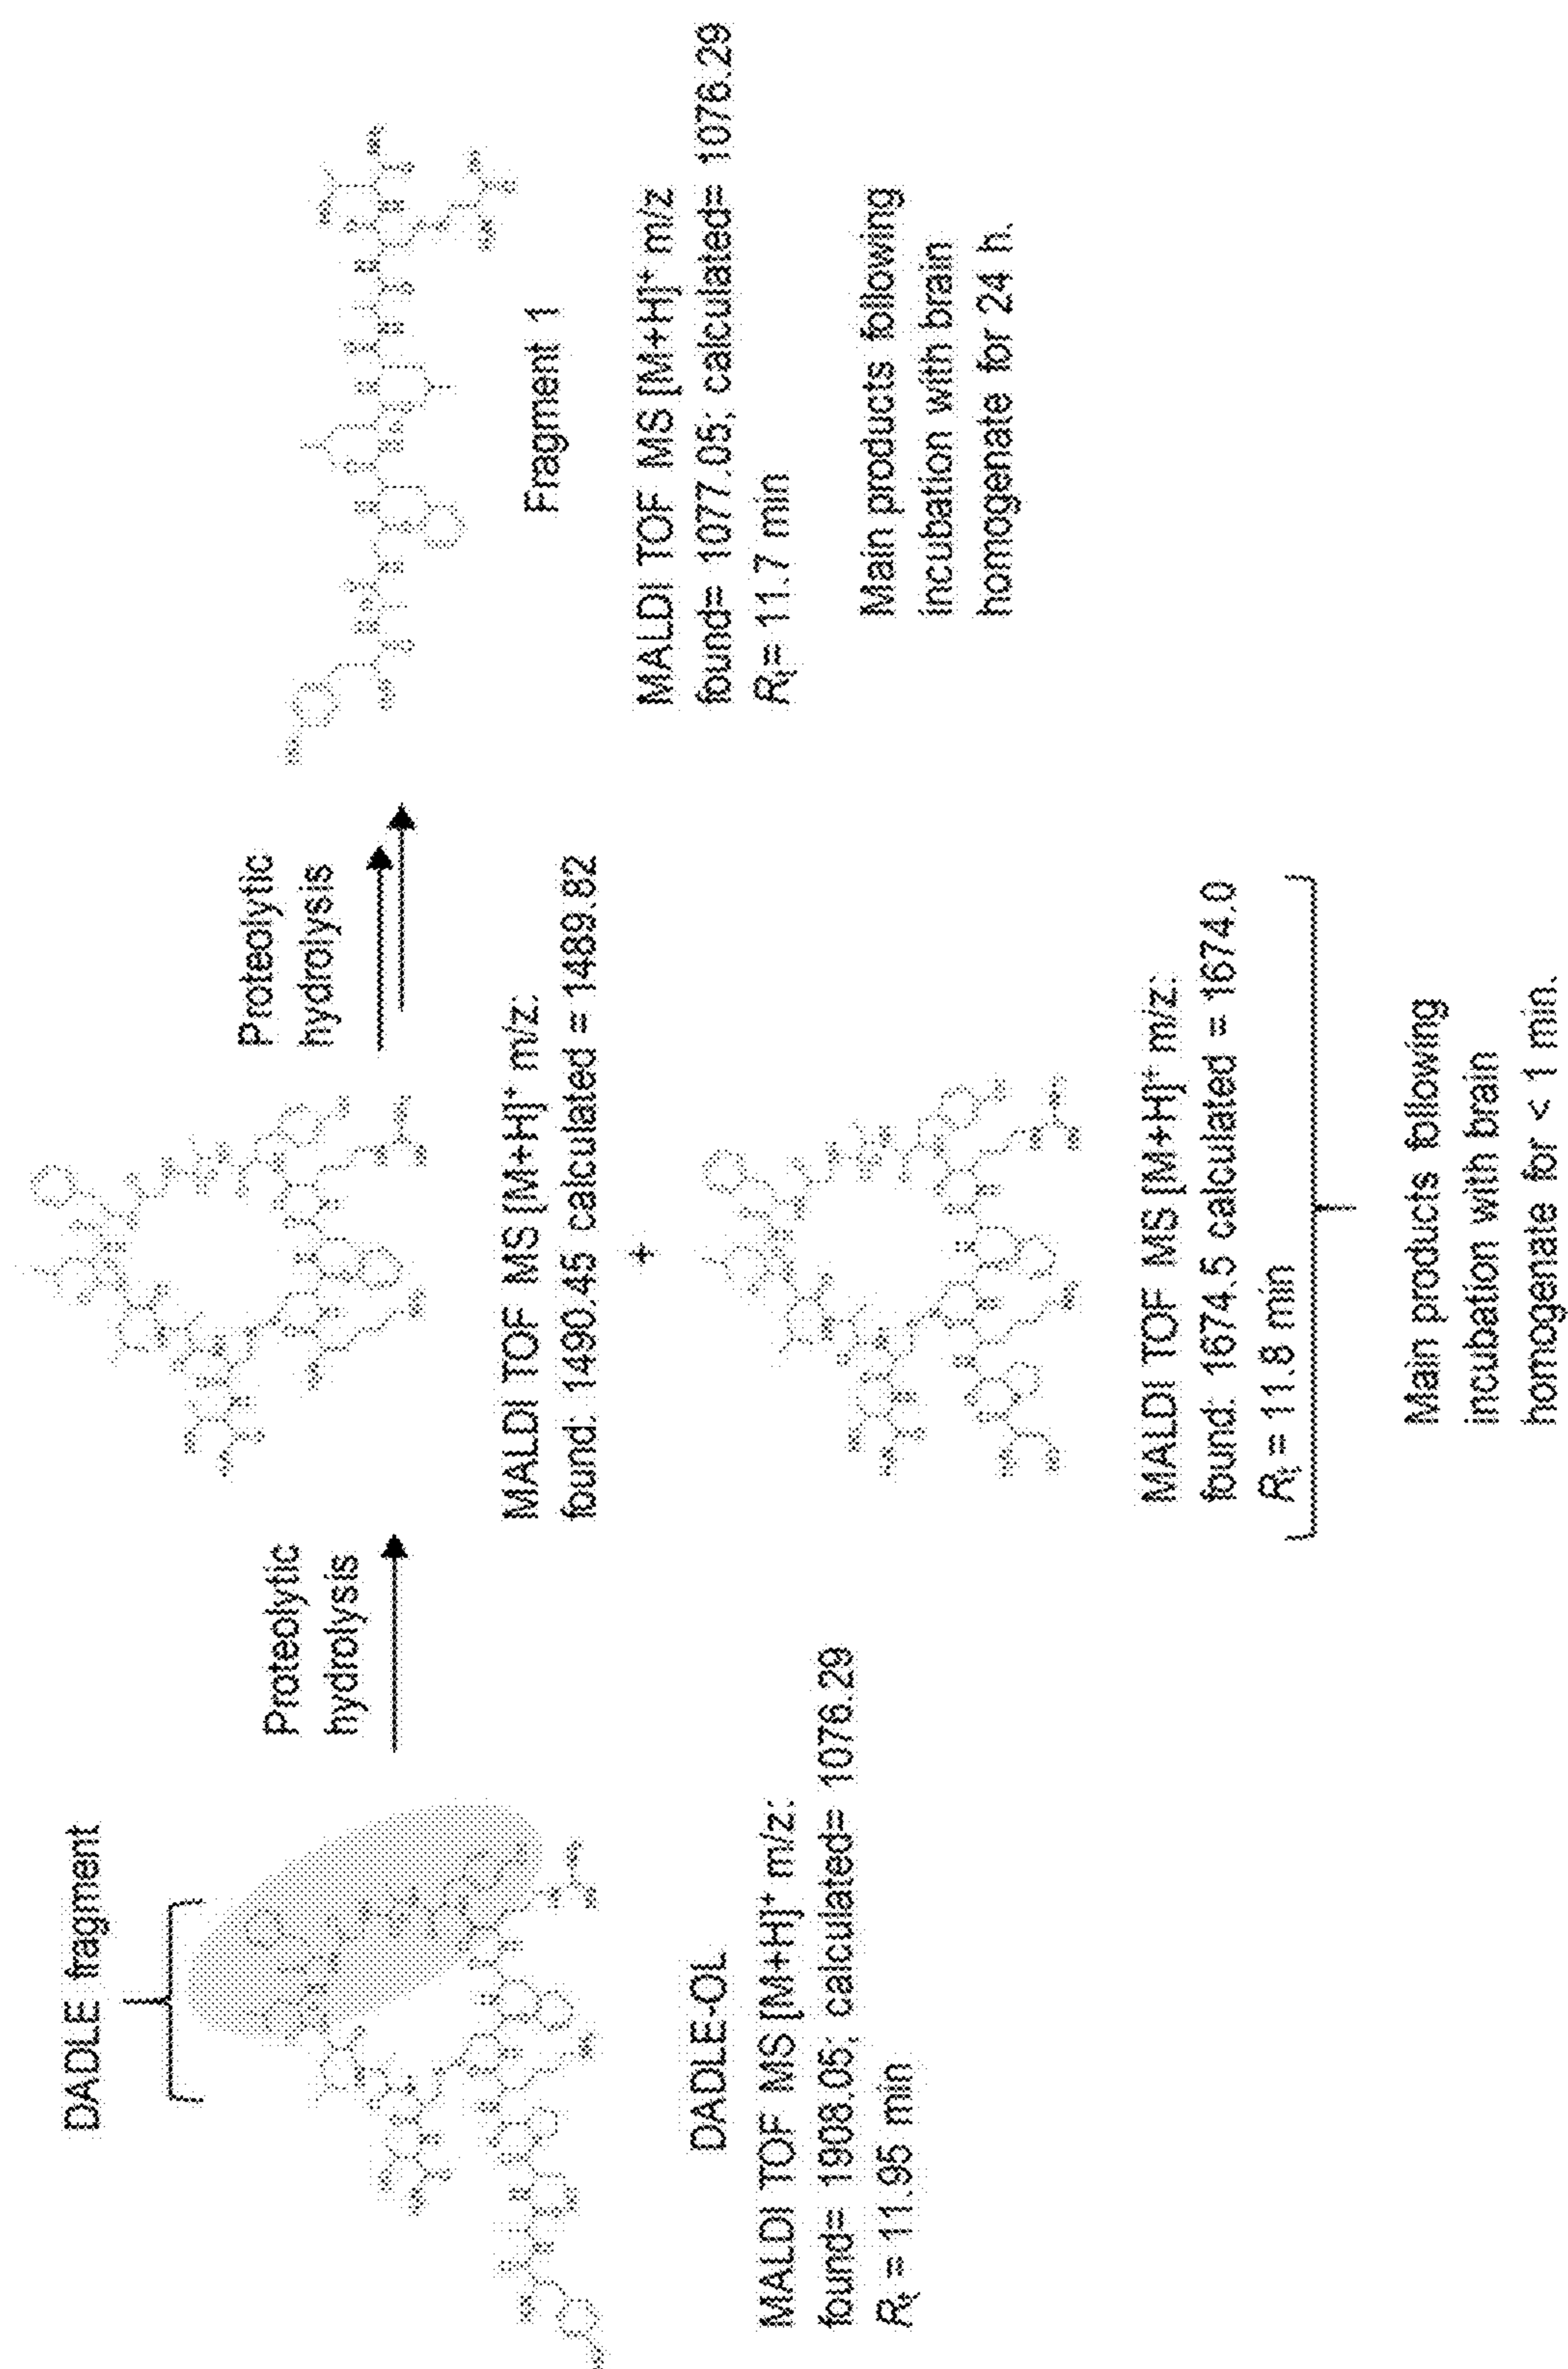 DADLE fragment
DADLE-OL
MALDI TOF MS [M+H]⁺ m/z:
found= 1908.05; calculated= 1076.29
Rₜ = 11.95 min
Proteolytic
hydrolysis
MALDI TOF MS [M+H]⁺ m/z:
found: 1490.45 calculated = 1489.82
+
MALDI TOF MS [M+H]⁺ m/z:
found: 1674.5 calculated = 1674.0
Rₜ = 11.8 min
Main products following
incubation with brain
homogenate for < 1 min.
Proteolytic
hydrolysis
Fragment 1
MALDI TOF MS [M+H]⁺ m/z
found= 1077.05; calculated= 1076.29
Rₜ= 11.7 min
Main products following
incubation with brain
homogenate for 24 h.